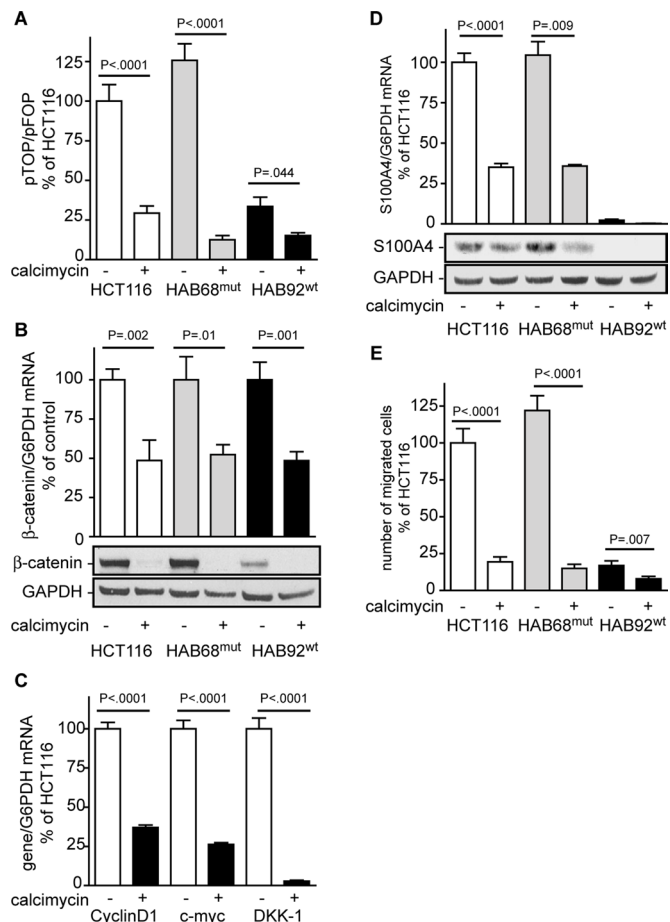 A
pTOP/pFOP
% of HCT116
125
100
75
50
25
0
P<.0001
P<.0001
P=.044
calcimycin
- + - + - +
HCT116 HAB68mut HAB92wt
B
β-catenin/G6PDH mRNA
% of control
100
75
50
25
0
P=.002 P=.01 P=.001
β-catenin
GAPDH
calcimycin - + - + - +
HCT116 HAB68mut HAB92wt
C
gene/G6PDH mRNA
% of HCT116
100
75
50
25
0
P<.0001 P<.0001 P<.0001
calcimycin - + - + - +
CyclinD1 c-myc DKK-1
D
S100A4/G6PDH mRNA
% of HCT116
100
75
50
25
0
P<.0001 P=.009
S100A4
GAPDH
calcimycin - + - + - +
HCT116 HAB68mut HAB92wt
E
number of migrated cells
% of HCT116
125
100
75
50
25
0
P<.0001
P<.0001
P=.007
calcimycin - + - + - +
HCT116 HAB68mut HAB92wt